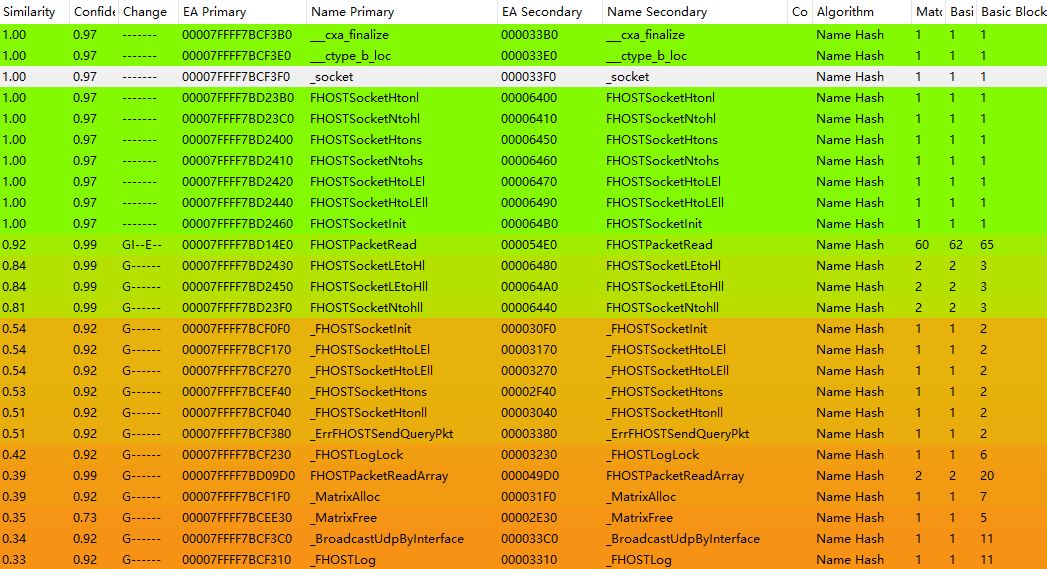 Similarity Confide Change EA Primary Name Primary EA Secondary Name Secondary Co Algorithm Matc Basi Basic Block
1.00 0.97 ------- 00007FFFF7BCF3B0 ___cxa_finalize 000033B0 ___cxa_finalize Name Hash 1 1 1
1.00 0.97 ------- 00007FFFF7BCF3E0 ___ctype_b_loc 000033E0 ___ctype_b_loc Name Hash 1 1 1
1.00 0.97 ------- 00007FFFF7BCF3F0 _socket 000033F0 _socket Name Hash 1 1 1
1.00 0.97 ------- 00007FFFF7BD23B0 FHOSTSocketHtonl 00006400 FHOSTSocketHtonl Name Hash 1 1 1
1.00 0.97 ------- 00007FFFF7BD23C0 FHOSTSocketNtohl 00006410 FHOSTSocketNtohl Name Hash 1 1 1
1.00 0.97 ------- 00007FFFF7BD2400 FHOSTSocketHtons 00006450 FHOSTSocketHtons Name Hash 1 1 1
1.00 0.97 ------- 00007FFFF7BD2410 FHOSTSocketNtohs 00006460 FHOSTSocketNtohs Name Hash 1 1 1
1.00 0.97 ------- 00007FFFF7BD2420 FHOSTSocketHtoLEl 00006470 FHOSTSocketHtoLEl Name Hash 1 1 1
1.00 0.97 ------- 00007FFFF7BD2440 FHOSTSocketHtoLEll 00006490 FHOSTSocketHtoLEll Name Hash 1 1 1
1.00 0.97 ------- 00007FFFF7BD2460 FHOSTSocketInit 000064B0 FHOSTSocketInit Name Hash 1 1 1
0.92 0.99 GI--E-- 00007FFFF7BD14E0 FHOSTPacketRead 000054E0 FHOSTPacketRead Name Hash 60 62 65
0.84 0.99 G------ 00007FFFF7BD2430 FHOSTSocketLEtoHl 00006480 FHOSTSocketLEtoHl Name Hash 2 2 3
0.84 0.99 G------ 00007FFFF7BD2450 FHOSTSocketLEtoHll 000064A0 FHOSTSocketLEtoHll Name Hash 2 2 3
0.81 0.99 G------ 00007FFFF7BD23F0 FHOSTSocketNtohll 00006440 FHOSTSocketNtohll Name Hash 2 2 3
0.54 0.92 G------ 00007FFFF7BCF0F0 _FHOSTSocketInit 000030F0 _FHOSTSocketInit Name Hash 1 1 2
0.54 0.92 G------ 00007FFFF7BCF170 _FHOSTSocketHtoLEl 00003170 _FHOSTSocketHtoLEl Name Hash 1 1 2
0.54 0.92 G------ 00007FFFF7BCF270 _FHOSTSocketHtoLEll 00003270 _FHOSTSocketHtoLEll Name Hash 1 1 2
0.53 0.92 G------ 00007FFFF7BCEF40 _FHOSTSocketHtons 00002F40 _FHOSTSocketHtons Name Hash 1 1 2
0.51 0.92 G------ 00007FFFF7BCF040 _FHOSTSocketHtonll 00003040 _FHOSTSocketHtonll Name Hash 1 1 2
0.51 0.92 G------ 00007FFFF7BCF380 _ErrFHOSTSendQueryPkt 00003380 _ErrFHOSTSendQueryPkt Name Hash 1 1 2
0.42 0.92 G------ 00007FFFF7BCF230 _FHOSTLogLock 00003230 _FHOSTLogLock Name Hash 1 1 6
0.39 0.99 G------ 00007FFFF7BD09D0 FHOSTPacketReadArray 000049D0 FHOSTPacketReadArray Name Hash 2 2 20
0.39 0.92 G------ 00007FFFF7BCF1F0 _MatrixAlloc 000031F0 _MatrixAlloc Name Hash 1 1 7
0.35 0.73 G------ 00007FFFF7BCEE30 _MatrixFree 00002E30 _MatrixFree Name Hash 1 1 5
0.34 0.92 G------ 00007FFFF7BCF3C0 _BroadcastUdpByInterface 000033C0 _BroadcastUdpByInterface Name Hash 1 1 11
0.33 0.92 G------ 00007FFFF7BCF310 _FHOSTLog 00003310 _FHOSTLog Name Hash 1 1 11